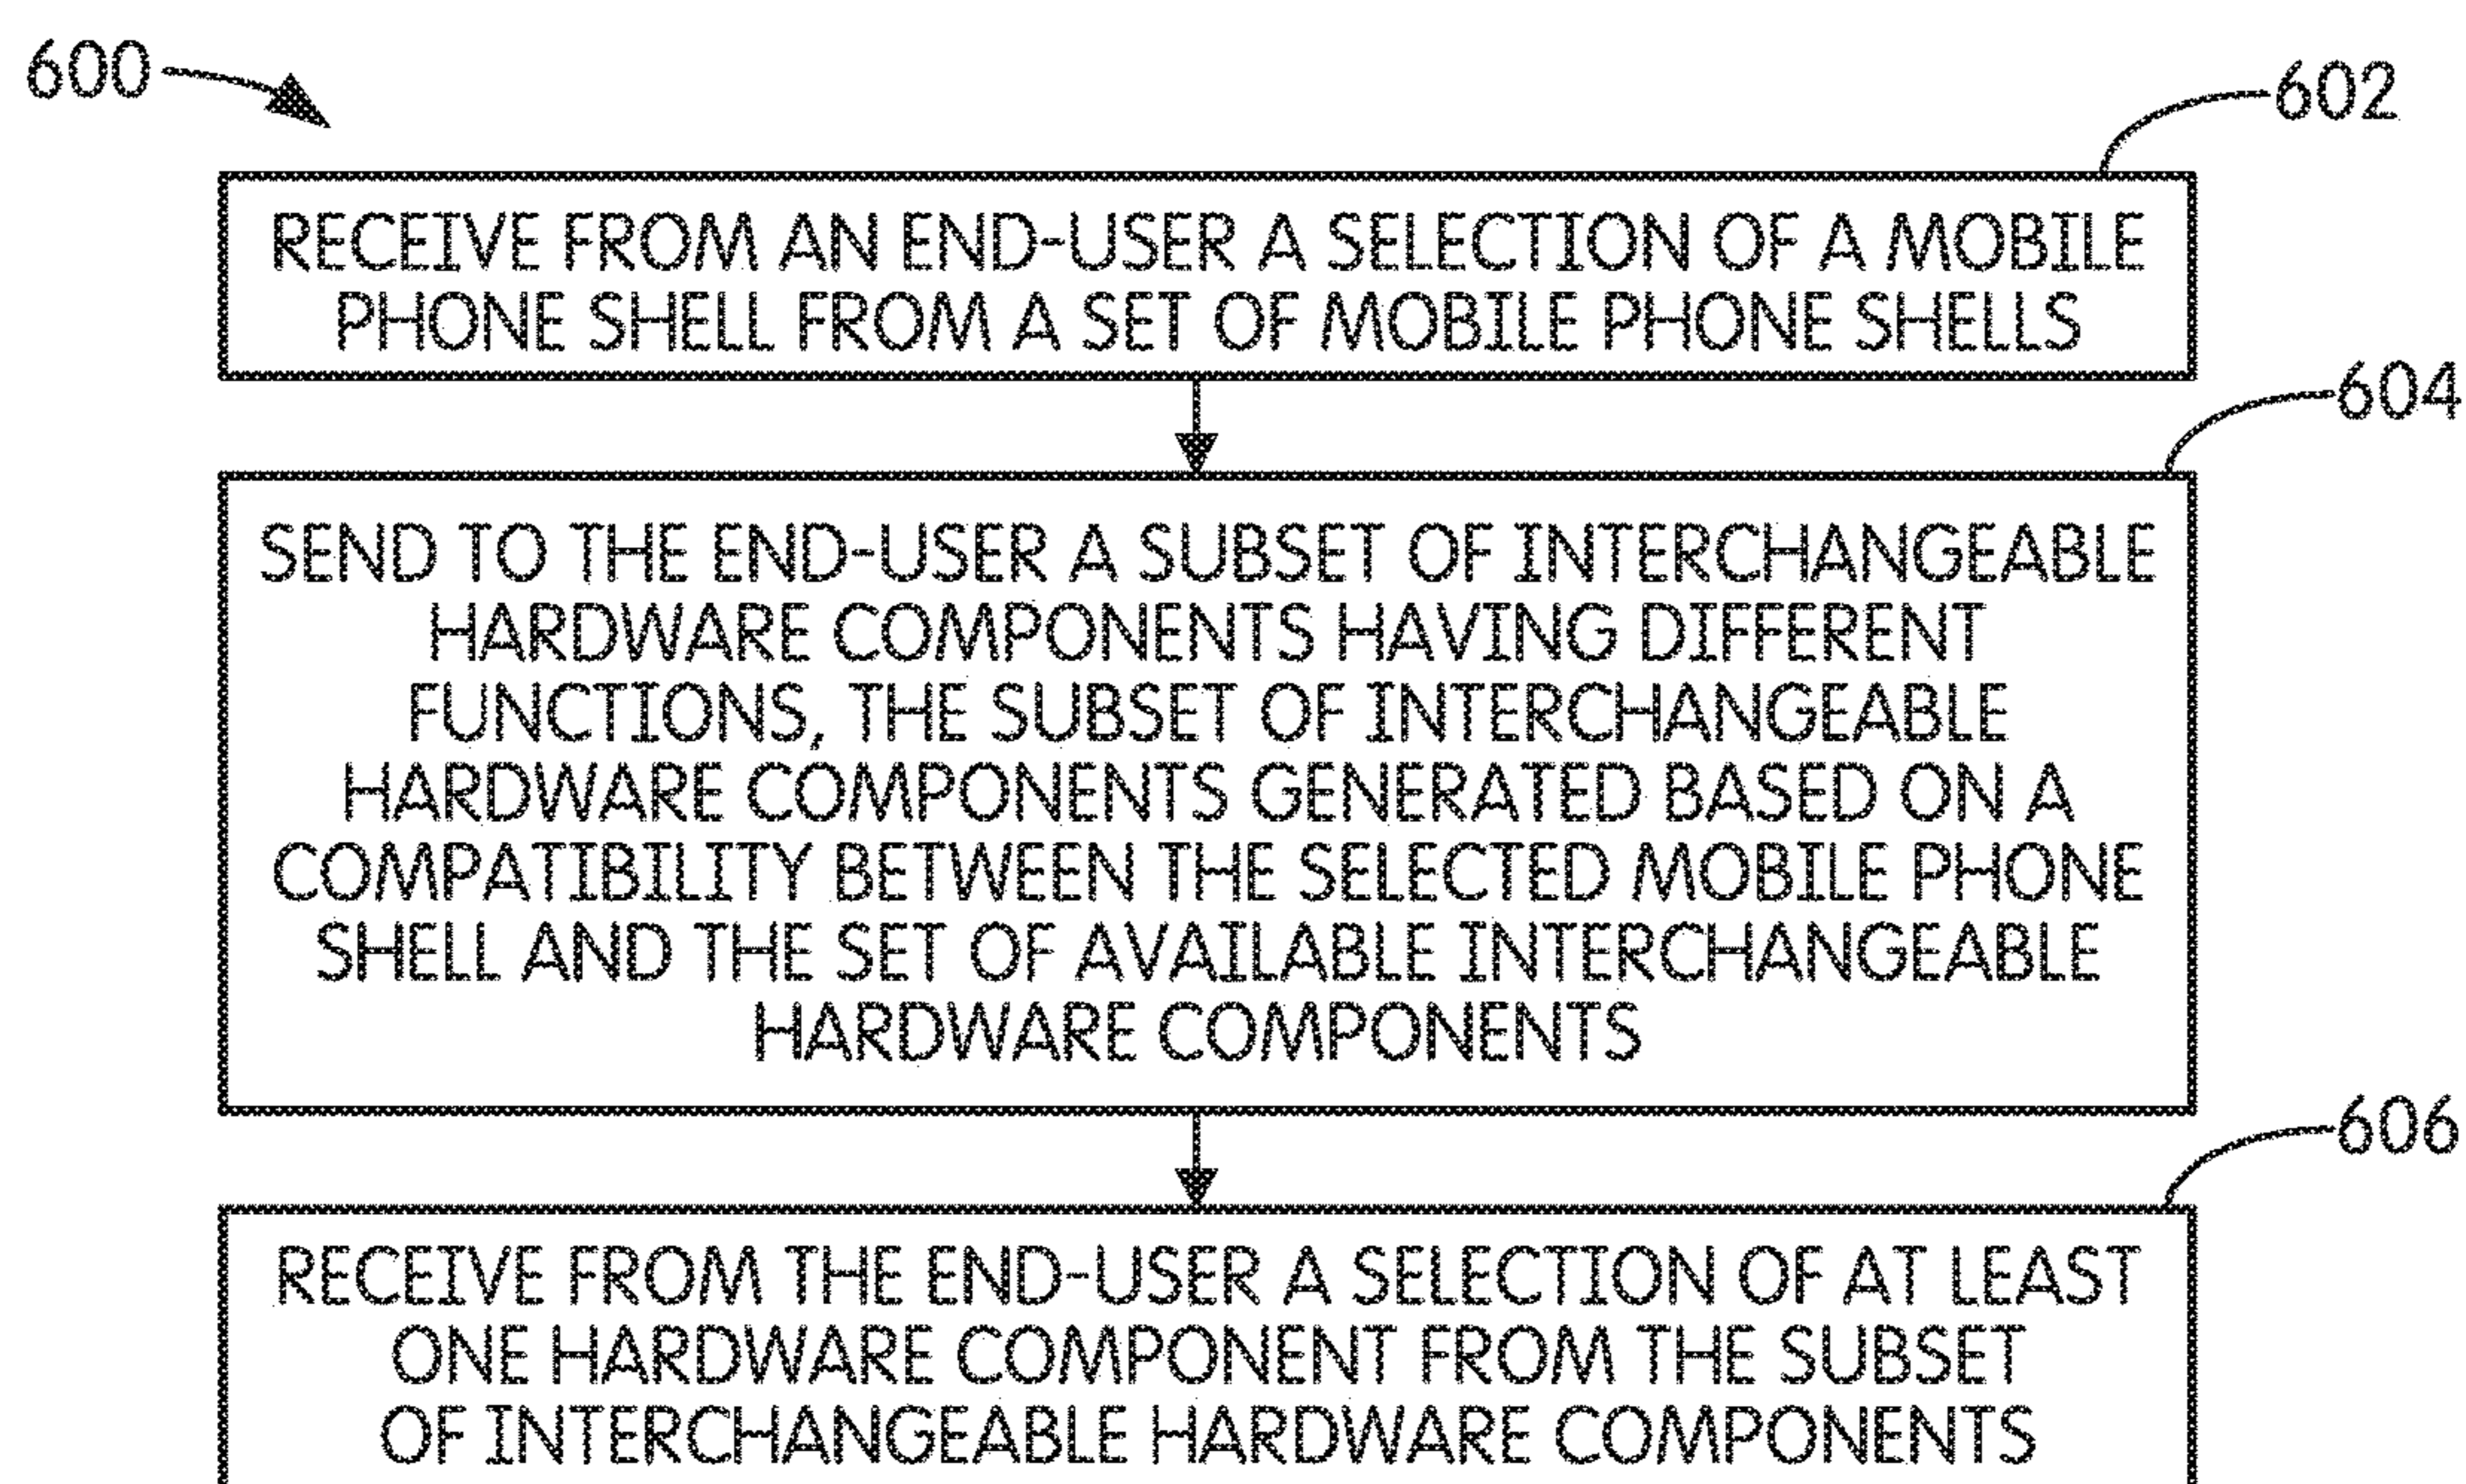 600
602
RECEIVE FROM AN END-USER A SELECTION OF A MOBILE
PHONE SHELL FROM A SET OF MOBILE PHONE SHELLS
604
SEND TO THE END-USER A SUBSET OF INTERCHANGEABLE
HARDWARE COMPONENTS HAVING DIFFERENT
FUNCTIONS, THE SUBSET OF INTERCHANGEABLE
HARDWARE COMPONENTS GENERATED BASED ON A
COMPATIBILITY BETWEEN THE SELECTED MOBILE PHONE
SHELL AND THE SET OF AVAILABLE INTERCHANGEABLE
HARDWARE COMPONENTS
606
RECEIVE FROM THE END-USER A SELECTION OF AT LEAST
ONE HARDWARE COMPONENT FROM THE SUBSET
OF INTERCHANGEABLE HARDWARE COMPONENTS